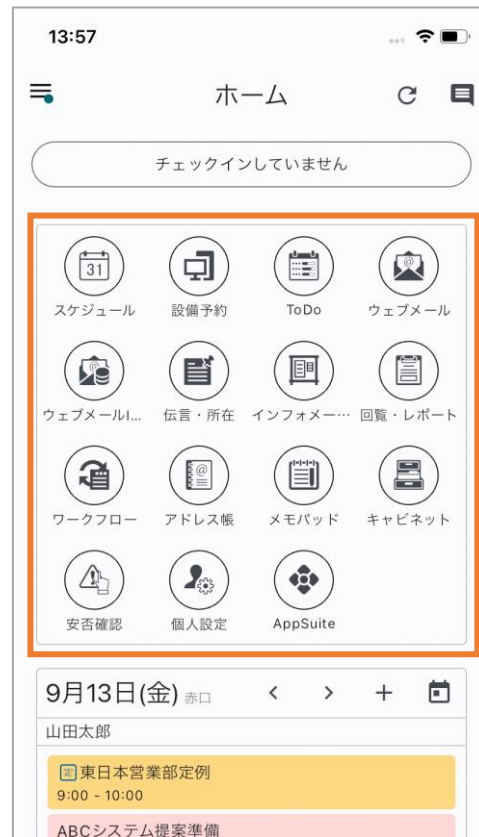 13:57
ホーム
チェックインしていません
31
スケジュール 設備予約 ToDo ウェブメール
ウェブメールI... 伝言・所在 インフォメー… 回覧・レポート
ワークフロー アドレス帳 メモパッド キャビネット
安否確認 個人設定 AppSuite
9月13日(金) 赤口
山田太郎
定 東日本営業部定例
9:00 - 10:00
ABCシステム提案準備